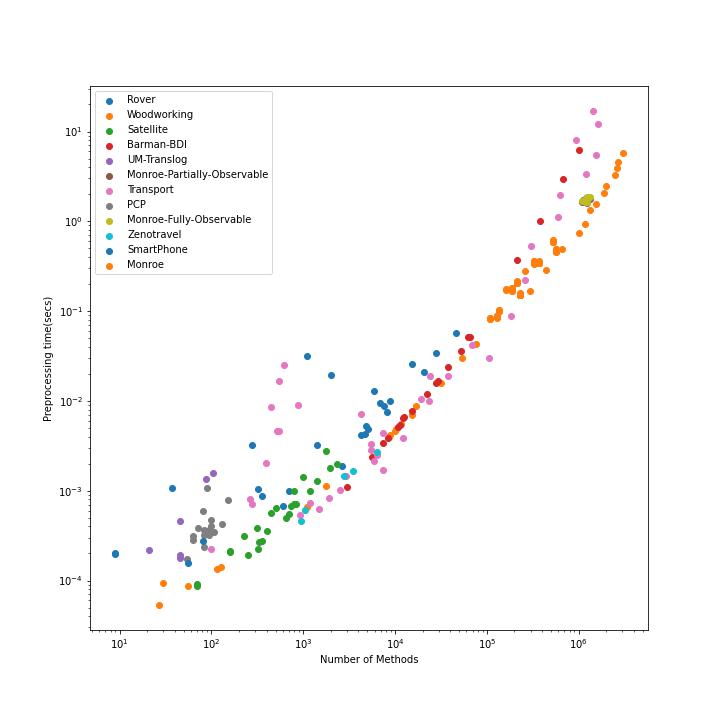 Rover
Woodworking
Satellite
Barman-BDI
UM-Translog
Monroe-Partially-Observable
Transport
PCP
Monroe-Fully-Observable
Zenotravel
SmartPhone
Monroe
Preprocessing time(secs)
10¹
10⁰
10⁻¹
10⁻²
10⁻³
10⁻⁴
10¹ 10² 10³ 10⁴ 10⁵ 10⁶
Number of Methods